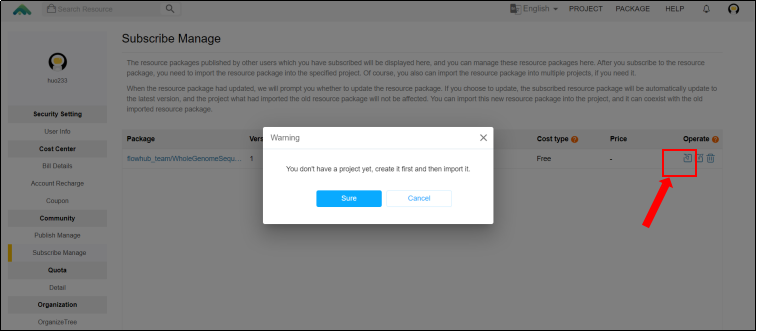 Search Resource
English
PROJECT
PACKAGE
HELP
Subscribe Manage
The resource packages published by other users which you have subscribed will be displayed here, and you can manage these resource packages here. After you subscribe to the resource
package, you need to import the resource package into the specified project. Of course, you also can import the resource package into multiple projects, if you need it.
When the resource package had updated, we will prompt you whether to update the resource package. If you choose to update, the subscribed resource package will be automatically update to
the latest version, and the project what had imported the old resource package will not be affected. You can import this new resource package into the project, and it can coexist with the old
imported resource package.
huo233
Security Setting
User Info
Cost Center
Bill Details
Account Recharge
Coupon
Community
Publish Manage
Subscribe Manage
Quota
Detail
Organization
OrganizeTree
Package
Vers
Cost type
Price
Operate
flowhub_team/WholeGenomeSequ...
1
Free
-
Warning
You don't have a project yet, create it first and then import it.
Sure
Cancel